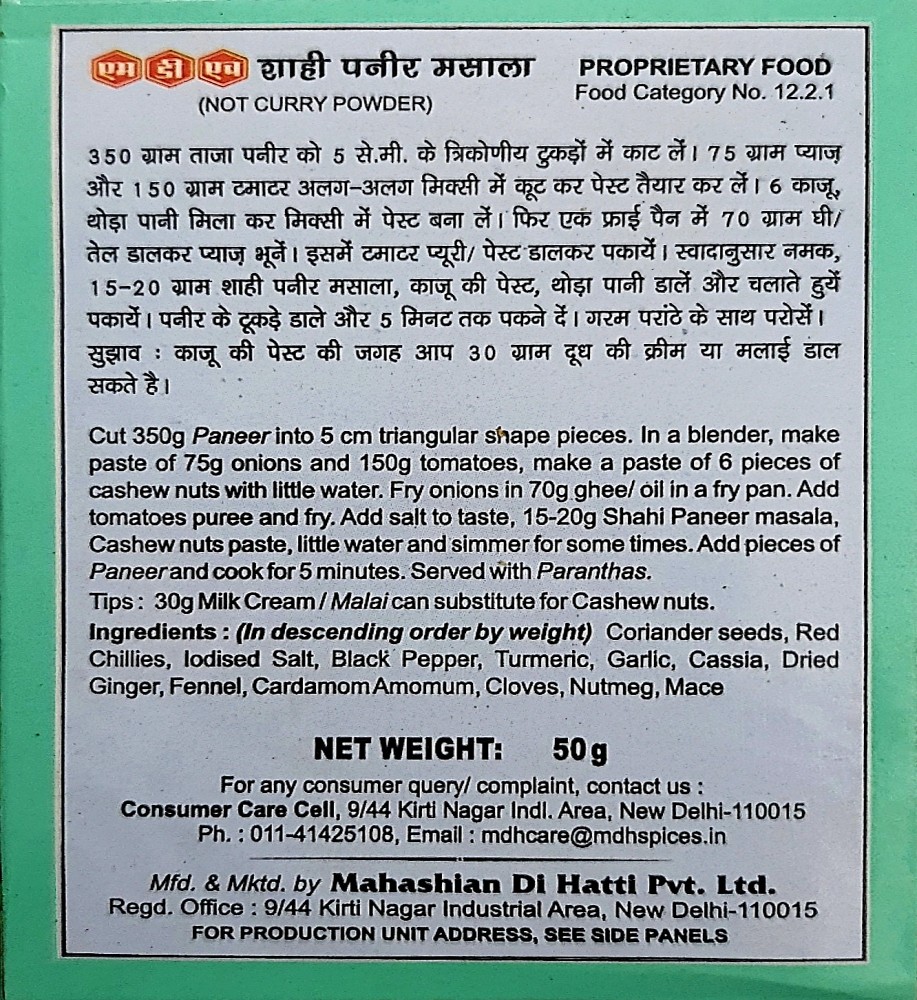 एम डी एच शाही पनीर मसाला
PROPRIETARY FOOD
(NOT CURRY POWDER)
Food Category No. 12.2.1
350 ग्राम ताजा पनीर को 5 से.मी. के त्रिकोणीय टुकड़ों में काट लें। 75 ग्राम प्याज़
और 150 ग्राम टमाटर अलग-अलग मिक्सी में कूट कर पेस्ट तैयार कर लें। 6 काजू,
थोड़ा पानी मिला कर मिक्सी में पेस्ट बना लें। फिर एक फ्राई पैन में 70 ग्राम घी/
तेल डालकर प्याज़ भूनें। इसमें टमाटर प्यूरी/ पेस्ट डालकर पकायें। स्वादानुसार नमक,
15-20 ग्राम शाही पनीर मसाला, काजू की पेस्ट, थोड़ा पानी डालें और चलाते हुयें
पकायें। पनीर के टूकड़े डाले और 5 मिनट तक पकने दें। गरम परांठे के साथ परोसें।
सुझाव : काजू की पेस्ट की जगह आप 30 ग्राम दूध की क्रीम या मलाई डाल
सकते है।
Cut 350g Paneer into 5 cm triangular shape pieces. In a blender, make
paste of 75g onions and 150g tomatoes, make a paste of 6 pieces of
cashew nuts with little water. Fry onions in 70g ghee/ oil in a fry pan. Add
tomatoes puree and fry. Add salt to taste, 15-20g Shahi Paneer masala,
Cashew nuts paste, little water and simmer for some times. Add pieces of
Paneer and cook for 5 minutes. Served with Paranthas.
Tips : 30g Milk Cream / Malai can substitute for Cashew nuts.
Ingredients : (In descending order by weight) Coriander seeds, Red
Chillies, Iodised Salt, Black Pepper, Turmeric, Garlic, Cassia, Dried
Ginger, Fennel, Cardamom Amomum, Cloves, Nutmeg, Mace
NET WEIGHT: 50g
For any consumer query/ complaint, contact us :
Consumer Care Cell, 9/44 Kirti Nagar Indl. Area, New Delhi-110015
Ph. : 011-41425108, Email : mdhcare@mdhspices.in
Mfd. & Mktd. by Mahashian Di Hatti Pvt. Ltd.
Regd. Office : 9/44 Kirti Nagar Industrial Area, New Delhi-110015
FOR PRODUCTION UNIT ADDRESS, SEE SIDE PANELS